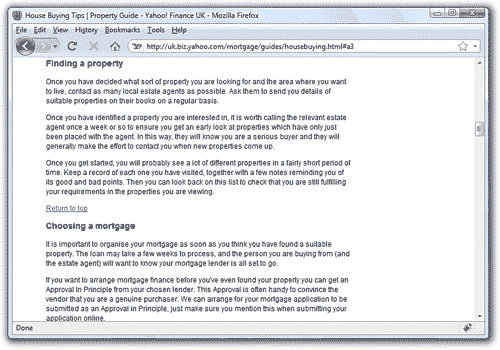 House Buying Tips | Property Guide - Yahoo! Finance UK - Mozilla Firefox
File Edit View History Bookmarks Tools Help
http://uk.biz.yahoo.com/mortgage/guides/housebuying.html#a3
Finding a property
Once you have decided what sort of property you are looking for and the area where you want
to live, contact as many local estate agents as possible. Ask them to send you details of
suitable properties on their books on a regular basis.
Once you have identified a property you are interested in, it is worth calling the relevant estate
agent once a week or so to ensure you get an early look at properties which have only just
been placed with the agent. In this way, they will know you are a serious buyer and they will
generally make the effort to contact you when new properties come up.
Once you get started, you will probably see a lot of different properties in a fairly short period of
time. Keep a record of each one you have visited, together with a few notes reminding you of
its good and bad points. Then you can look back on this list to check that you are still fulfilling
your requirements in the properties you are viewing.
Return to top
Choosing a mortgage
It is important to organise your mortgage as soon as you think you have found a suitable
property. The loan may take a few weeks to process, and the person you are buying from (and
the estate agent) will want to know your mortgage lender is all set to go.
If you want to arrange mortgage finance before you've even found your property you can get an
Approval In Principle from your chosen lender. This Approval is often handy to convince the
vendor that you are a genuine purchaser. We can arrange for your mortgage application to be
submitted as an Approval in Principle, just make sure you mention this when submitting your
application online.
Done